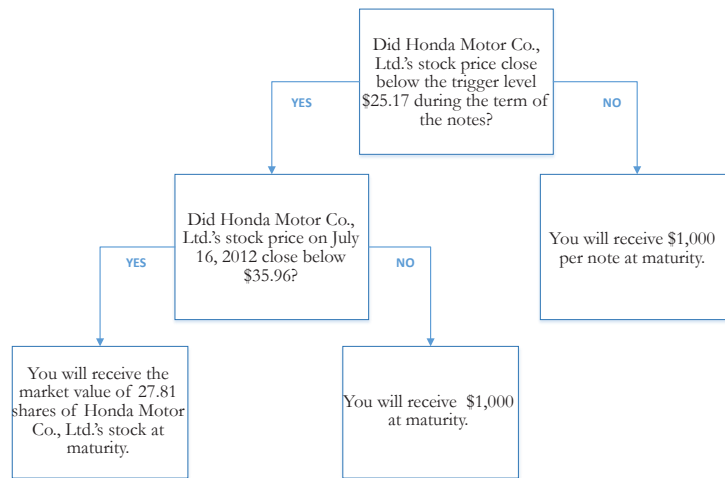 Did Honda Motor Co.,
Ltd.'s stock price close
below the trigger level
$25.17 during the term of
the notes?
YES
NO
Did Honda Motor Co.,
Ltd.'s stock price on July
16, 2012 close below
$35.96?
You will receive $1,000
per note at maturity.
YES
NO
You will receive the
market value of 27.81
shares of Honda Motor
Co., Ltd.'s stock at
maturity.
You will receive $1,000
at maturity.